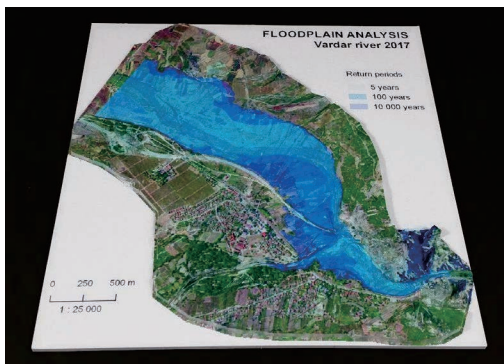 FLOODPLAIN ANALYSIS
Vardar river 2017
Return periods
5 years
100 years
10 000 years
0 250 500 m
1 : 25 000